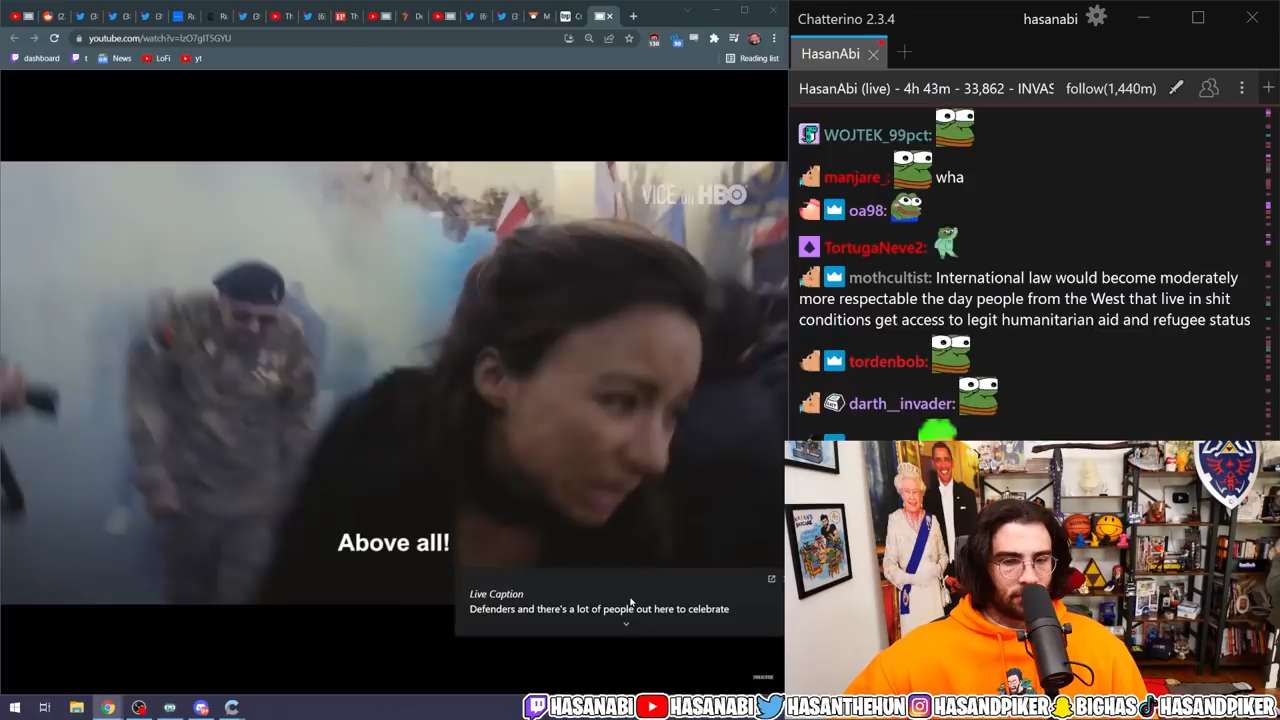 youtube.com/watch?v=IzO7gIT5GYU
dashboard
t
News
LoFi
yt
Reading list
VICE on HBO
Above all!
Live Caption
Defenders and there's a lot of people out here to celebrate
Chatterino 2.3.4
hasanabi
HasanAbi
HasanAbi (live) - 4h 43m - 33,862 - INVAS
follow(1,440m)
WOJTEK_99pct:
manjare_: wha
oa98:
TortugaNeve2:
mothcultist: International law would become moderately
more respectable the day people from the West that live in shit
conditions get access to legit humanitarian aid and refugee status
tordenbob:
darth__invader:
HASANABI
HASANABI
HASANTHEHUN
HASANDPIKER
BIGHAS
HASANDPIKER